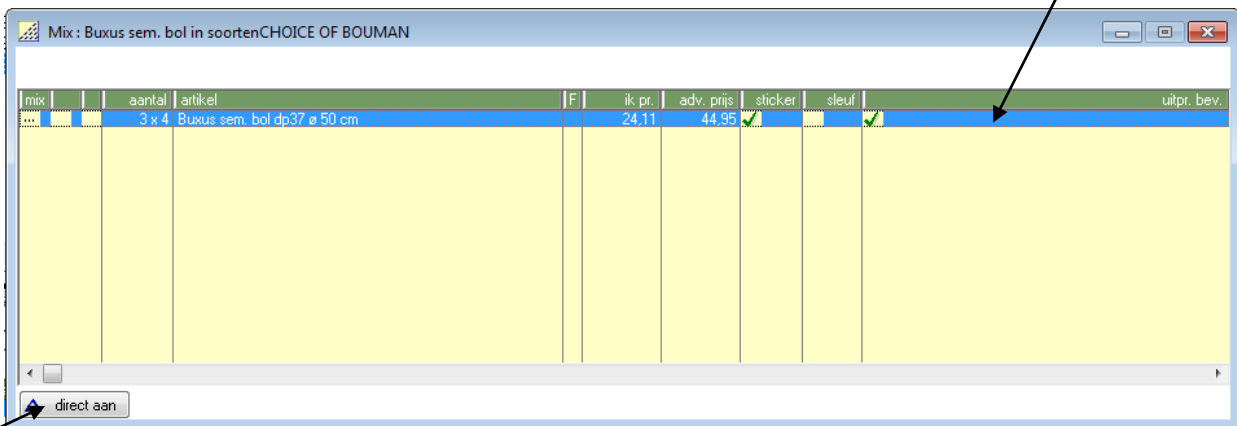 Mix : Buxus sem. bol in soortenCHOICE OF BOUMAN
mix aantal artikel F ik pr. adv. prijs sticker sleuf uitpr. bev.
... 3 x 4 Buxus sem. bol dp37 ø 50 cm 24,11 44,95
direct aan